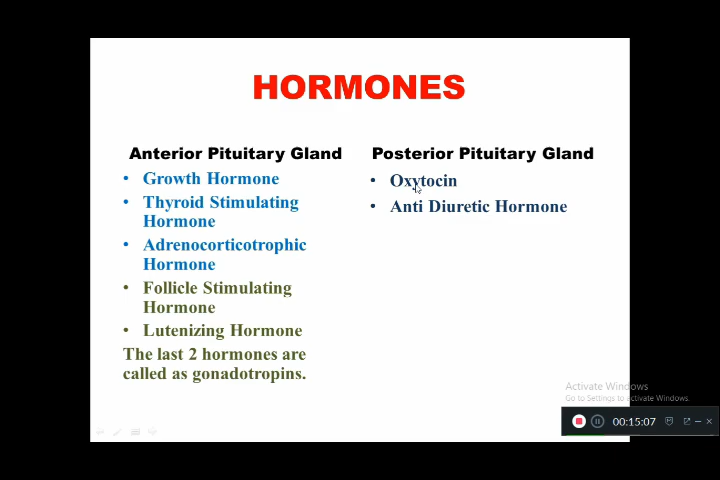 HORMONES
Anterior Pituitary Gland
• Growth Hormone
• Thyroid Stimulating
Hormone
• Adrenocorticotrophic
Hormone
• Follicle Stimulating
Hormone
• Lutenizing Hormone
The last 2 hormones are
called as gonadotropins.
Posterior Pituitary Gland
• Oxytocin
• Anti Diuretic Hormone
Activate Windows
Go to Settings to activate Windows.
00:15:07